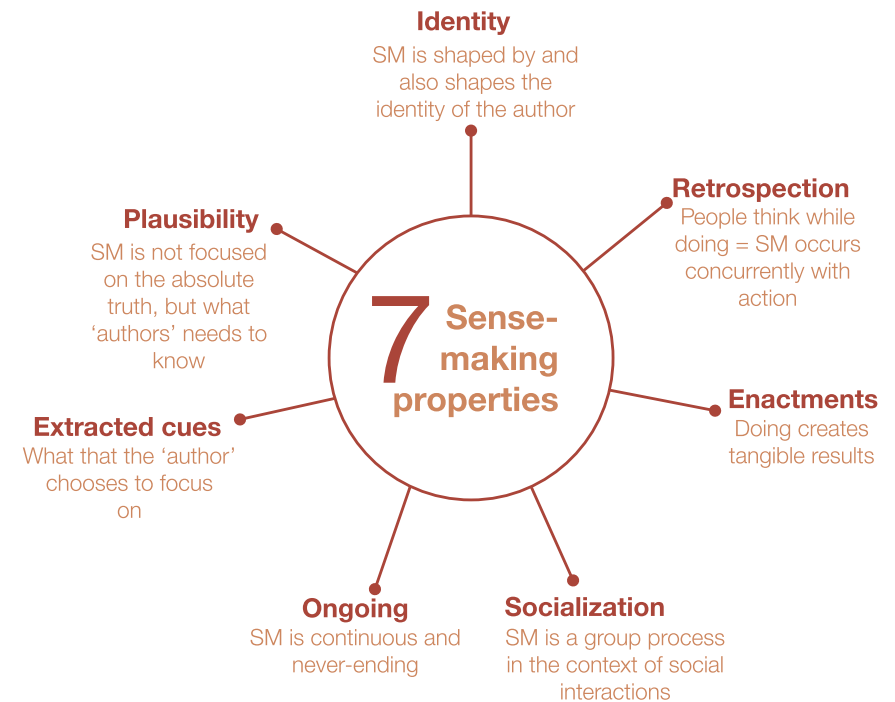 Identity
SM is shaped by and
also shapes the
identity of the author
Retrospection
People think while
doing = SM occurs
concurrently with
action
Enactments
Doing creates
tangible results
Socialization
SM is a group process
in the context of social
interactions
Ongoing
SM is continuous and
never-ending
Extracted cues
What that the ‘author’
chooses to focus
on
Plausibility
SM is not focused
on the absolute
truth, but what
‘authors’ needs to
know
7 Sense-
making
properties